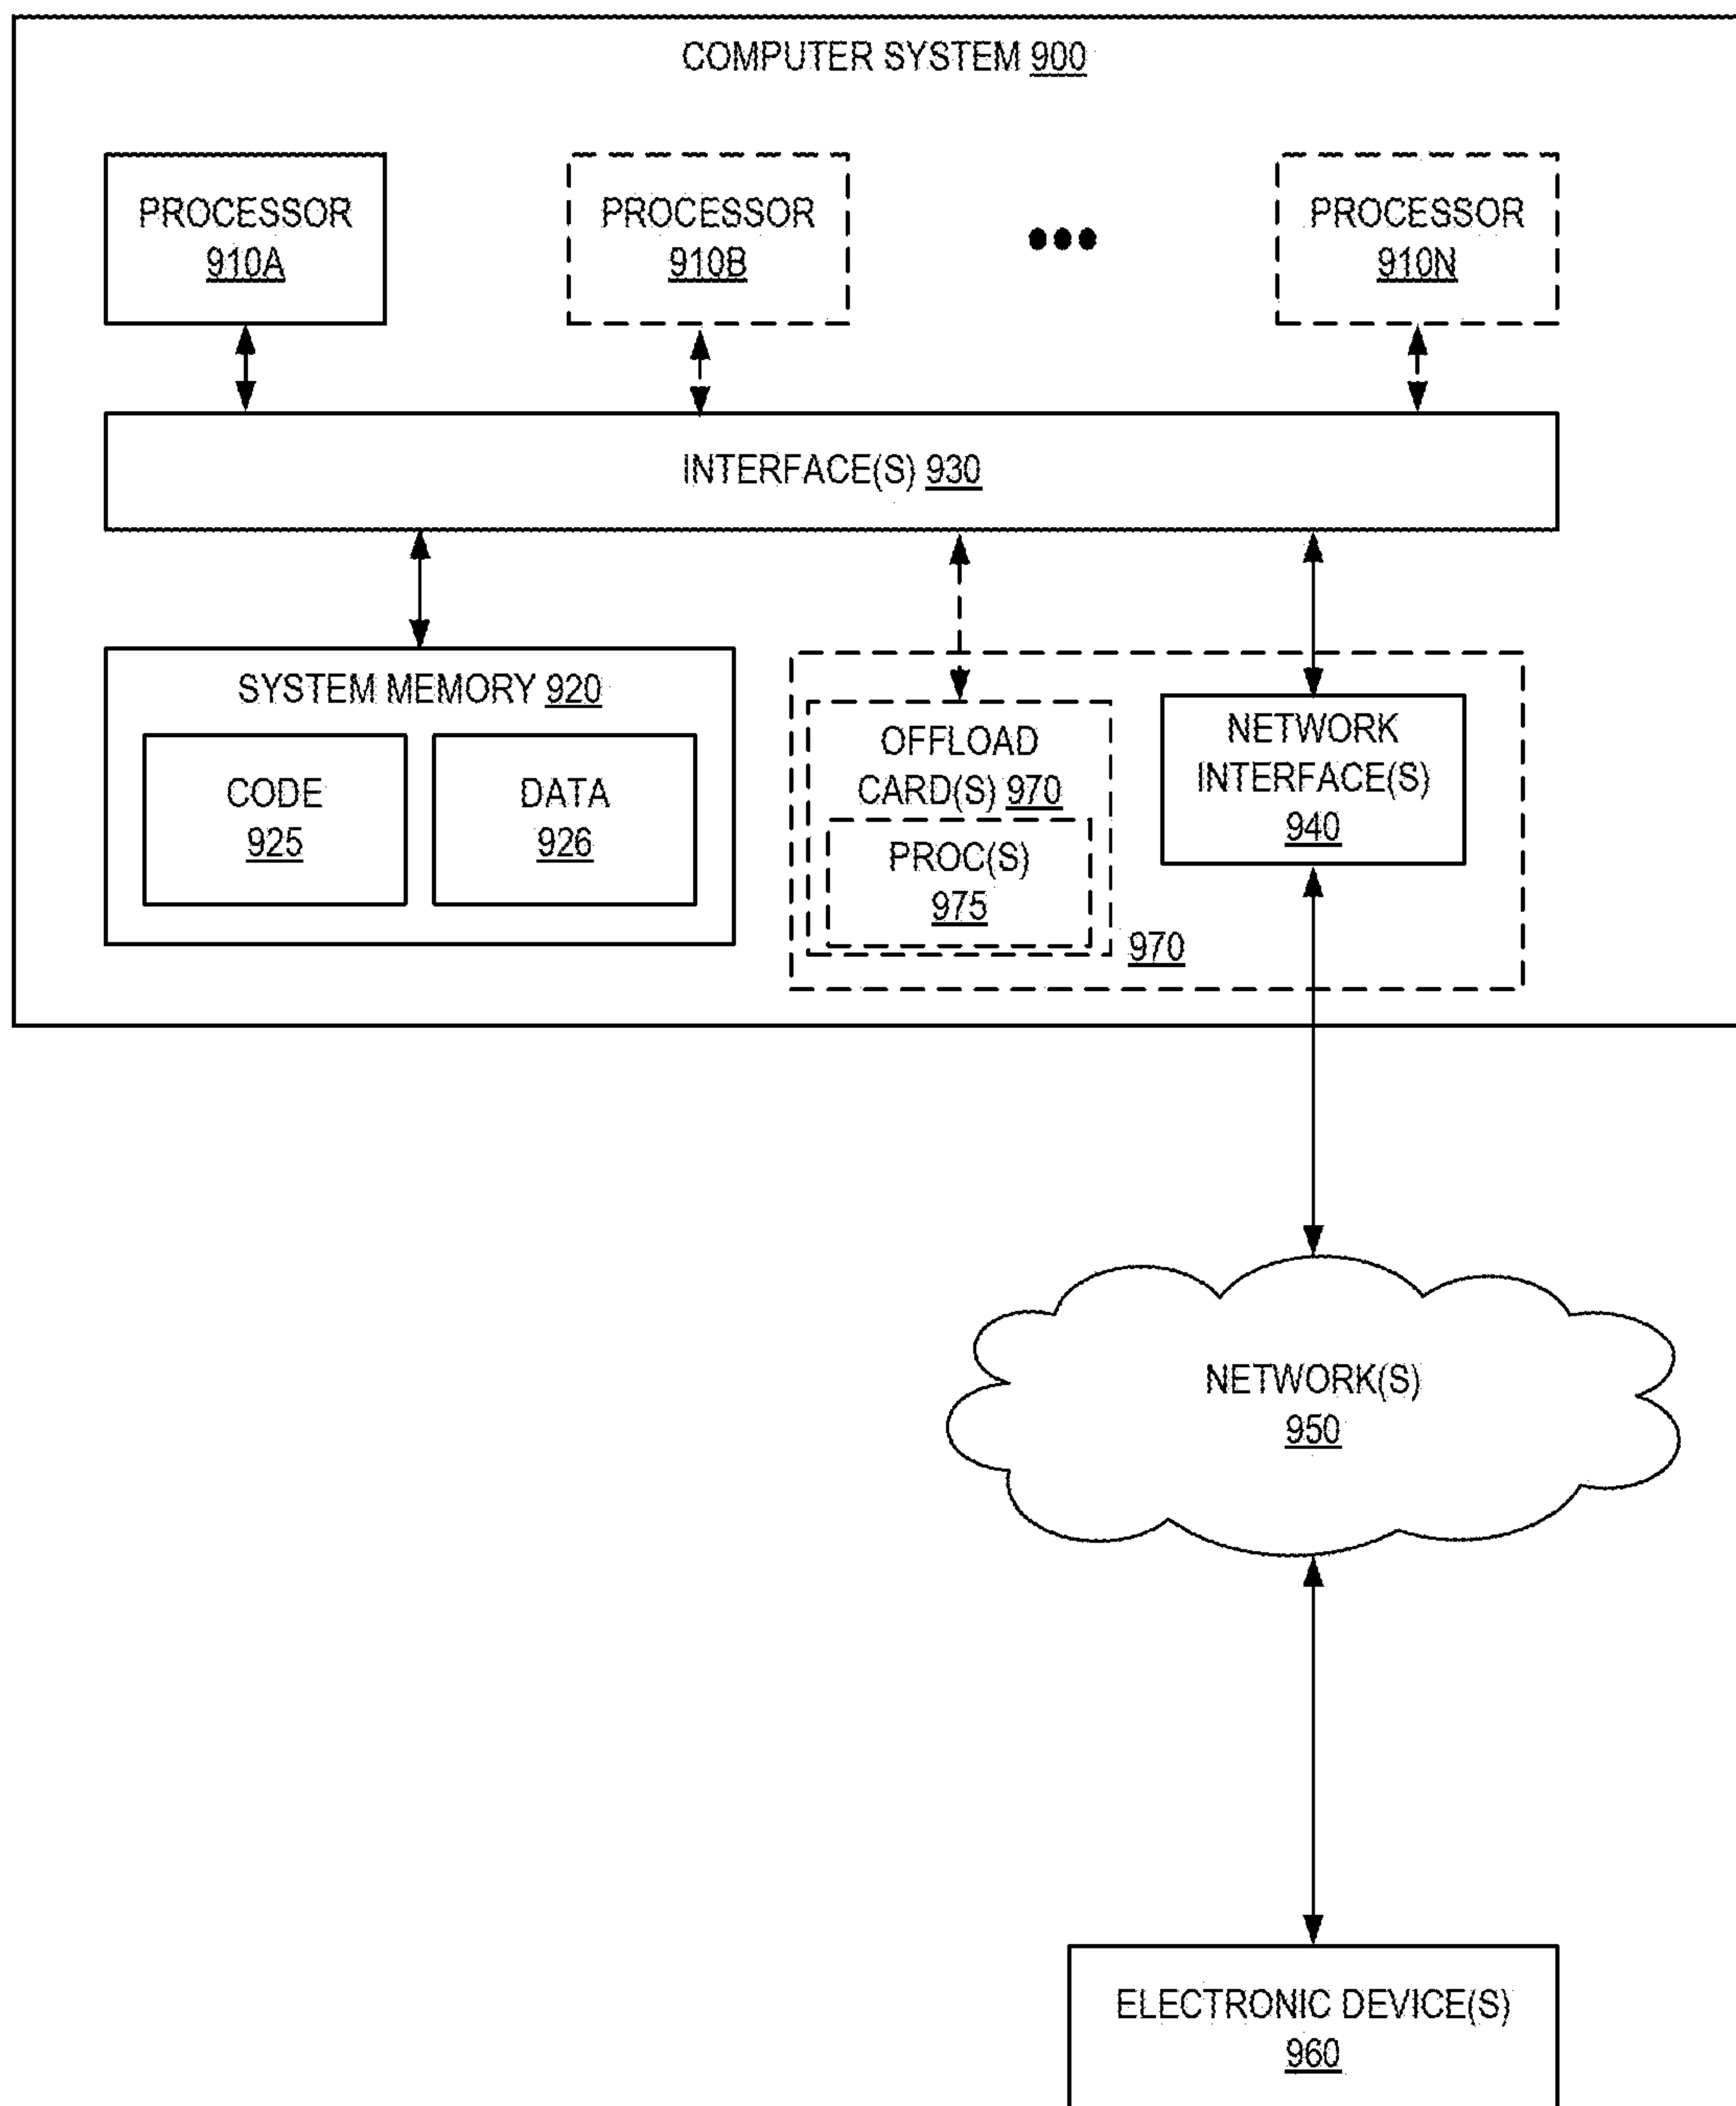 COMPUTER SYSTEM 900
PROCESSOR
910A
PROCESSOR
910B
PROCESSOR
910N
INTERFACE(S) 930
SYSTEM MEMORY 920
CODE
925
DATA
926
OFFLOAD
CARD(S) 970
PROC(S)
975
970
NETWORK
INTERFACE(S)
940
NETWORK(S)
950
ELECTRONIC DEVICE(S)
960